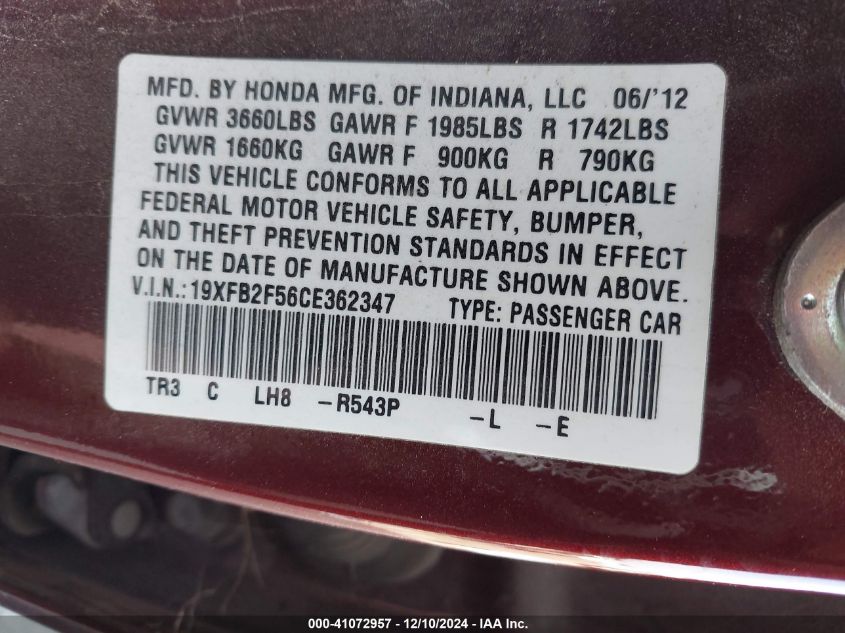 MFD. BY HONDA MFG. OF INDIANA, LLC 06/'12
GVWR 3660LBS GAWR F 1985LBS R 1742LBS
GVWR 1660KG GAWR F 900KG R 790KG
THIS VEHICLE CONFORMS TO ALL APPLICABLE
FEDERAL MOTOR VEHICLE SAFETY, BUMPER,
AND THEFT PREVENTION STANDARDS IN EFFECT
ON THE DATE OF MANUFACTURE SHOWN ABOVE.
V.I.N.:19XFB2F56CE362347 TYPE: PASSENGER CAR
TR3 C LH8 -R543P -L -E
000-41072957 - 12/10/2024 - IAA Inc.